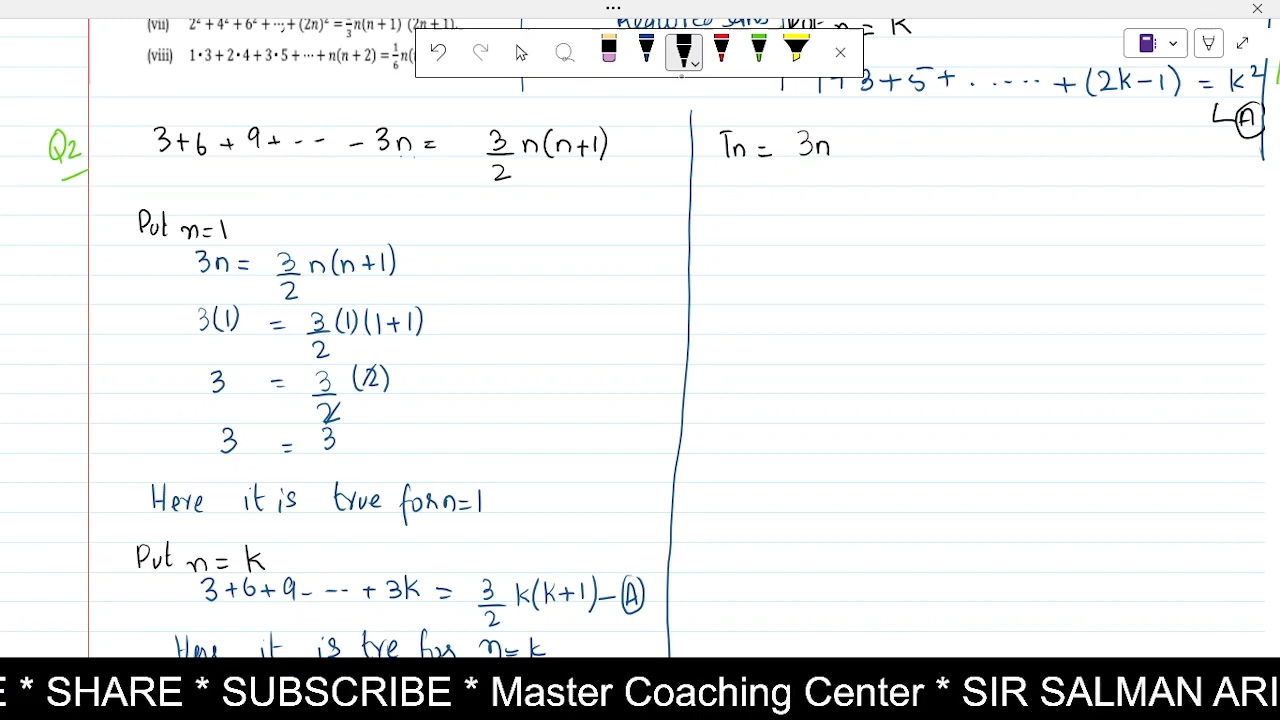 (vii) 2² + 4² + 6² + ⋯ + (2n)² = n(n + 1) (2n + 1).
(viii) 1•3 + 2•4 + 3•5 + ⋯ + n(n + 2) = 1/6 n(
n = K
1 + 3 + 5 + ...... + (2k-1) = k²
Ⓐ
Q2
3+6+9+-- - 3n = 3/2 n(n+1)
Put n=1
3n = 3/2 n(n+1)
3(1) = 3/2 (1)(1+1)
3 = 3/2 (2)
3 = 3
Here it is true for n=1
Put n = k
3+6+9- -- + 3k = 3/2 k(k+1) - Ⓐ
Here it is tre for n=k
Tn = 3n
E * SHARE * SUBSCRIBE * Master Coaching Center * SIR SALMAN ARI